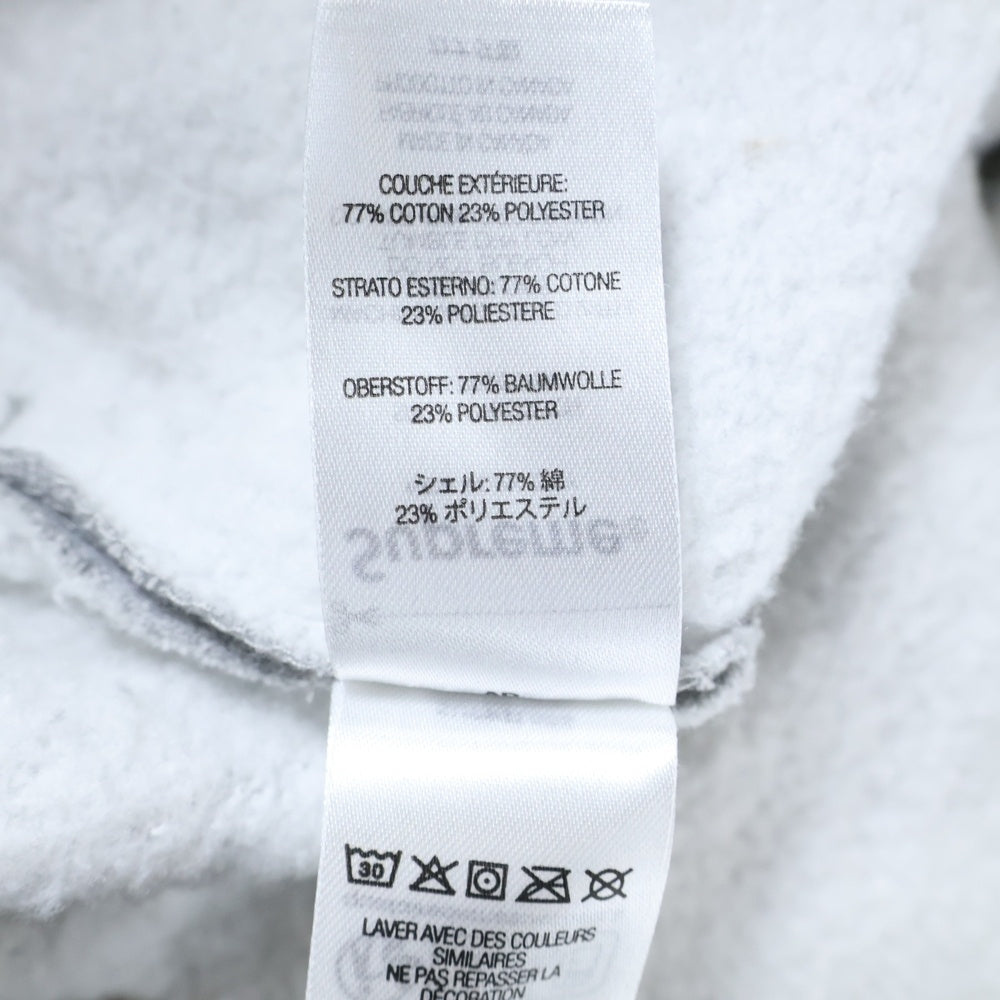 COUCHE EXTÉRIEURE:
77% COTON 23% POLYESTER
STRATO ESTERNO: 77% COTONE
23% POLIESTERE
OBERSTOFF: 77% BAUMWOLLE
23% POLYESTER
シェル: 77% 綿
23% ポリエステル
Supreme®
30
LAVER AVEC DES COULEURS
SIMILAIRES
NE PAS REPASSER LA
DÉCORATION